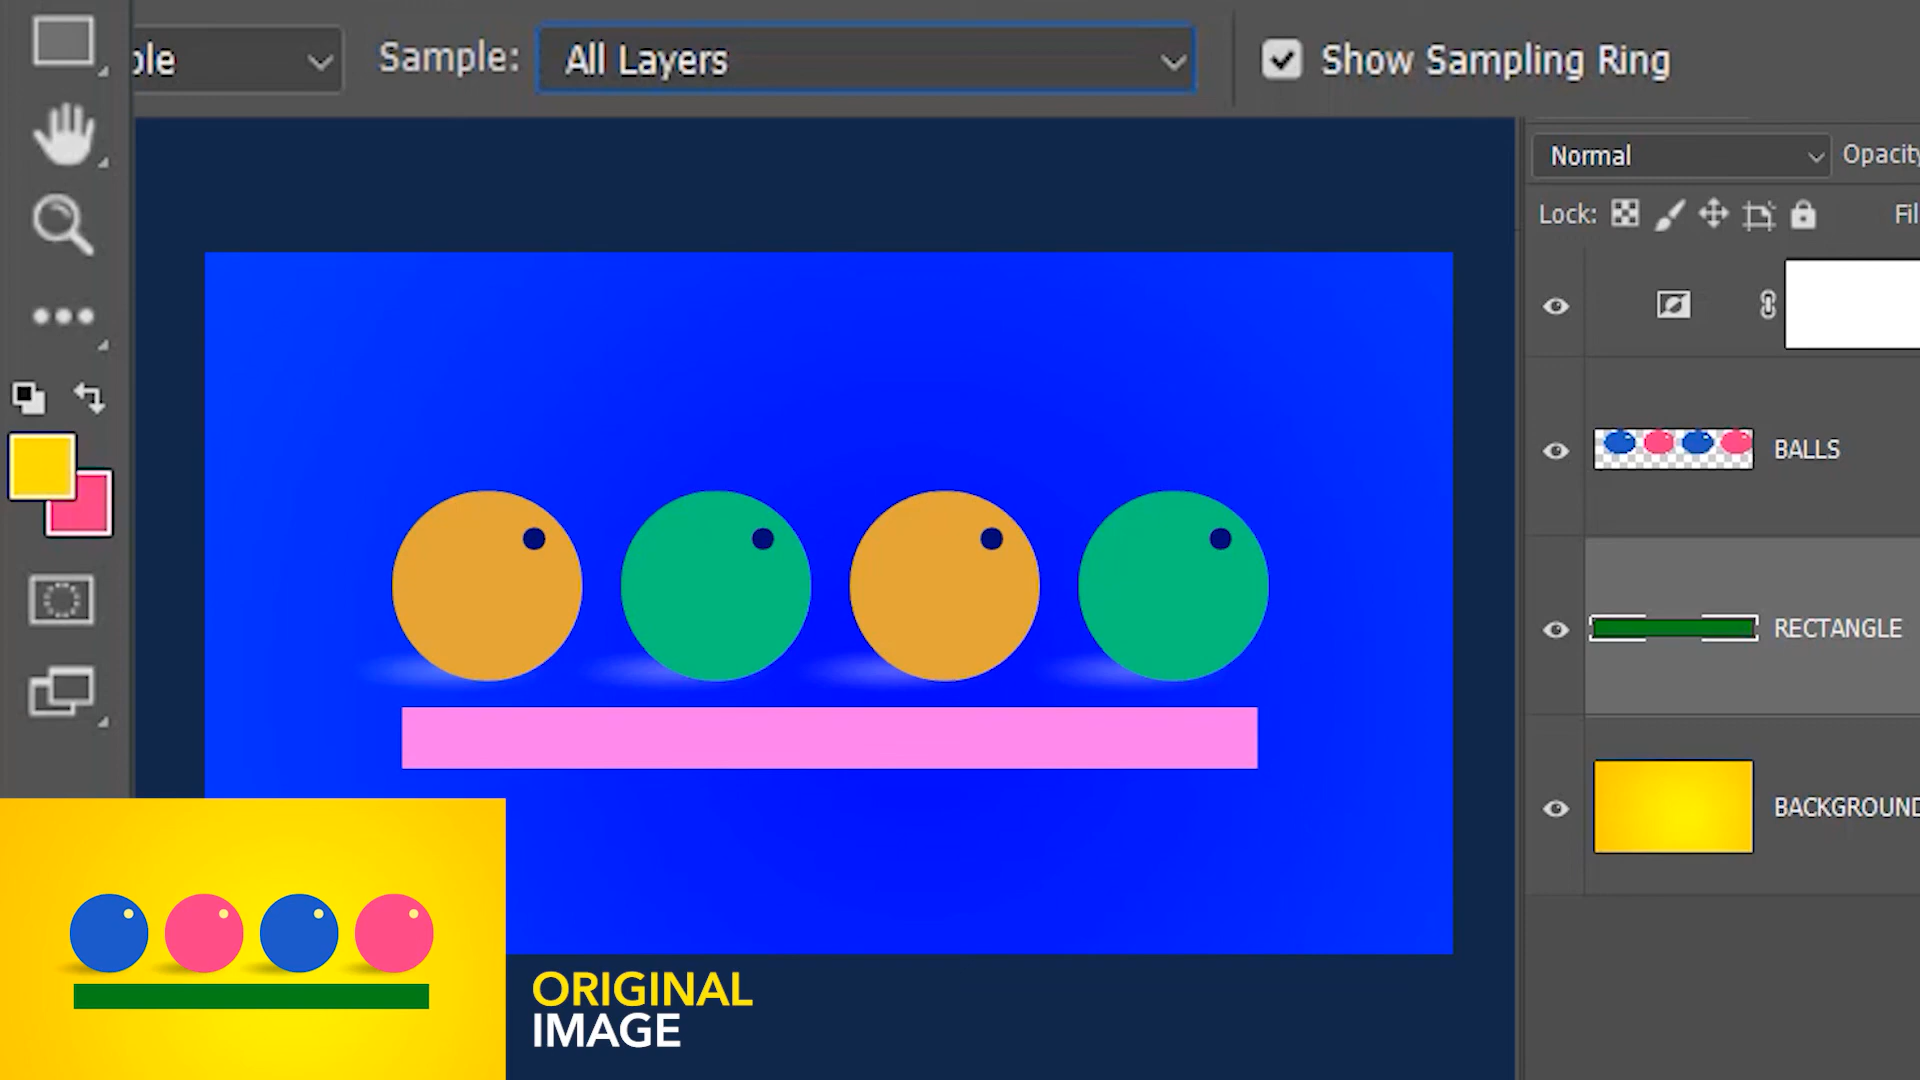 ple Sample: All Layers Show Sampling Ring
Normal Opacity
Lock: Fil
BALLS
RECTANGLE
BACKGROUND
ORIGINAL
IMAGE